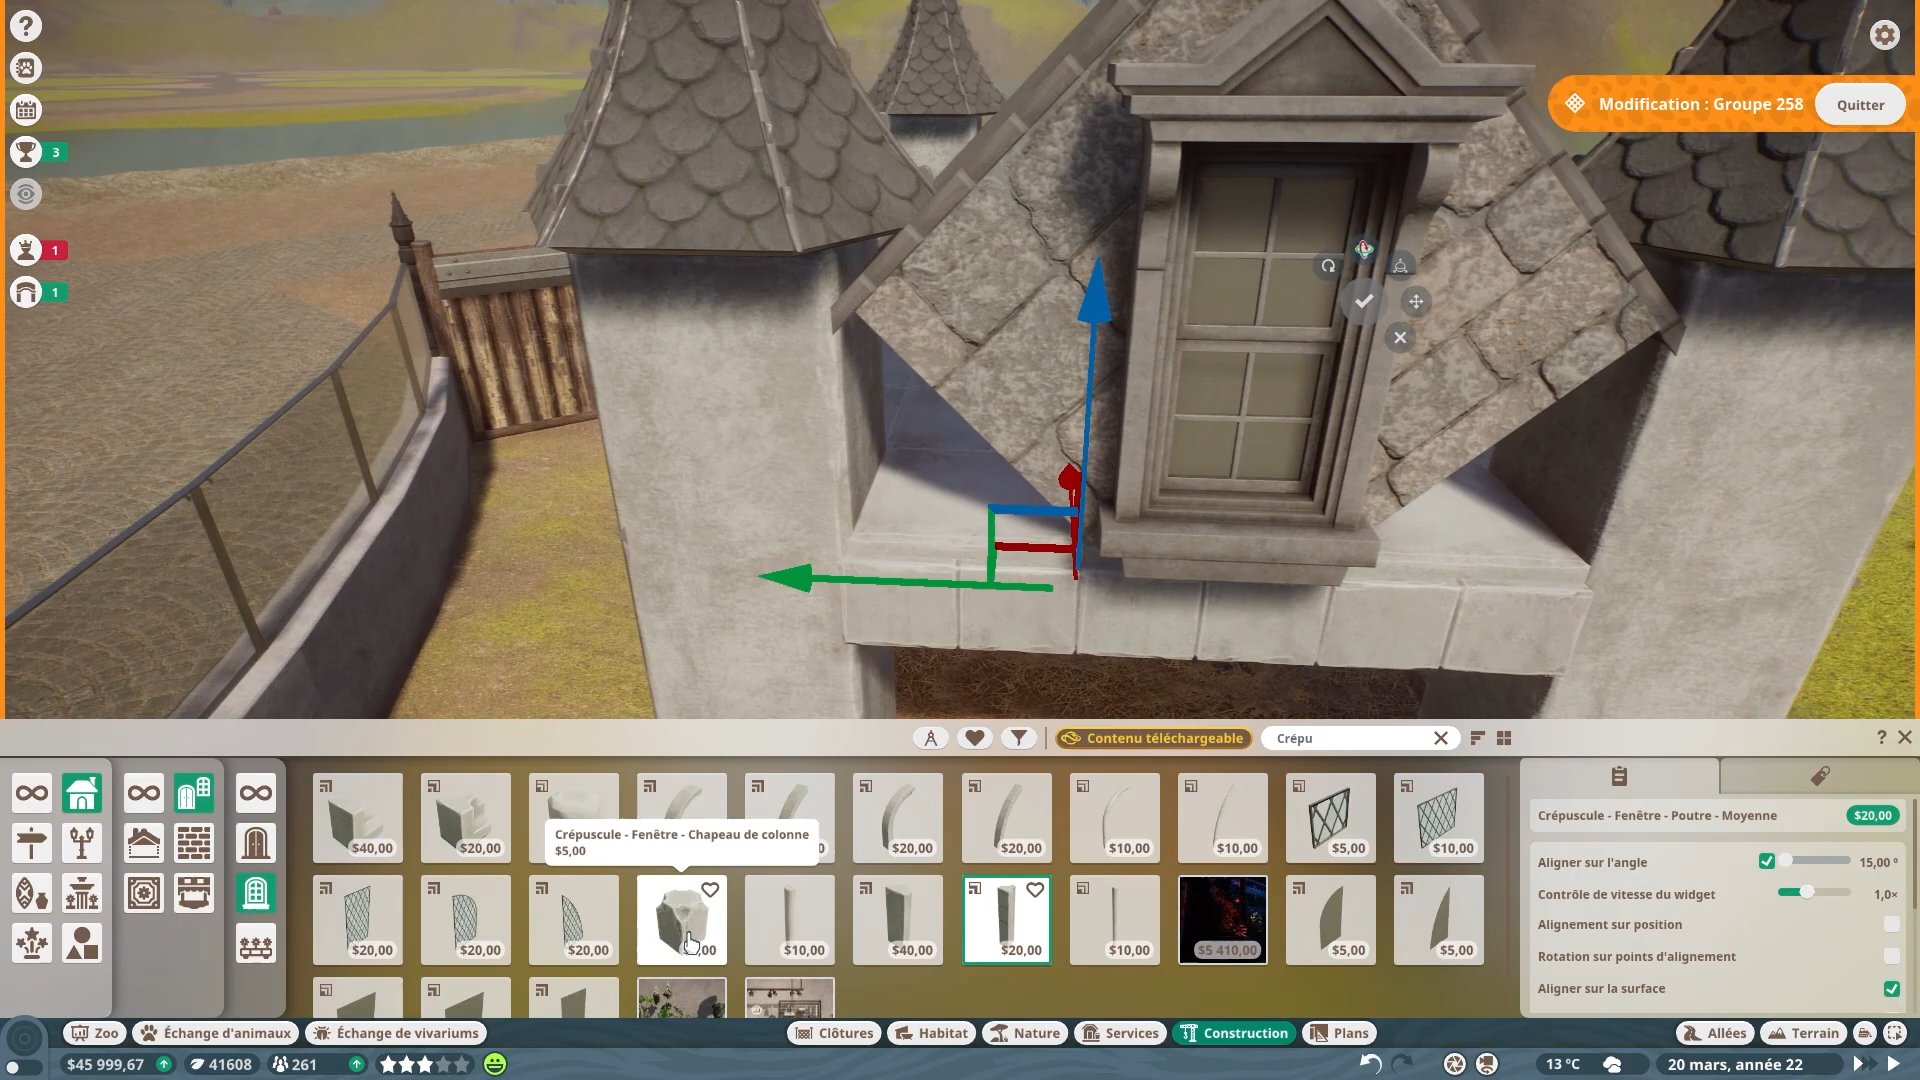 ?
3
1
1
Modification : Groupe 258
Quitter
Contenu téléchargeable
Crépu
?
$40,00
$20,00
$20,00
$20,00
$10,00
$10,00
$5,00
$10,00
Crépuscule - Fenêtre - Chapeau de colonne
$5,00
$20,00
$20,00
$20,00
$10,00
$40,00
$20,00
$10,00
$5 410,00
$5,00
$5,00
Crépuscule - Fenêtre - Poutre - Moyenne
$20,00
Aligner sur l'angle
15,00 °
Contrôle de vitesse du widget
1,0×
Alignement sur position
Rotation sur points d'alignement
Aligner sur la surface
Zoo
Échange d'animaux
Échange de vivariums
Clôtures
Habitat
Nature
Services
Construction
Plans
Allées
Terrain
$45 999,67
41608
261
13 °C
20 mars, année 22